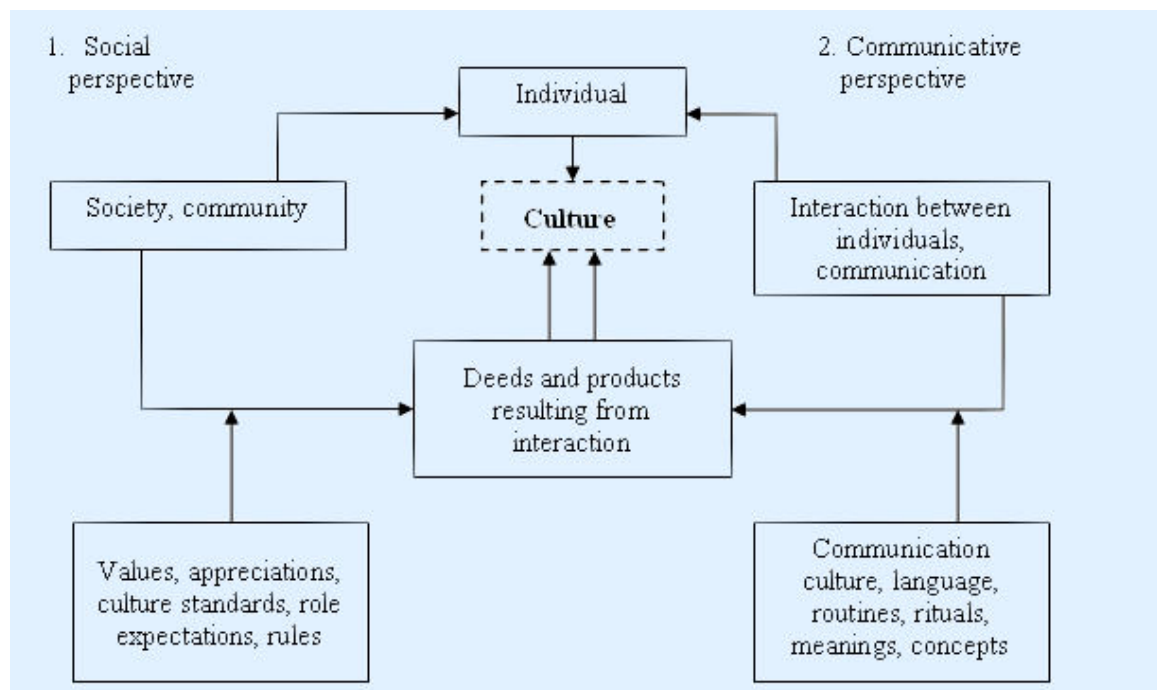 1. Social
perspective
2. Communicative
perspective
Individual
Society, community
Culture
Interaction between
individuals,
communication
Deeds and products
resulting from
interaction
Values, appreciations,
culture standards, role
expectations, rules
Communication
culture, language,
routines, rituals,
meanings, concepts